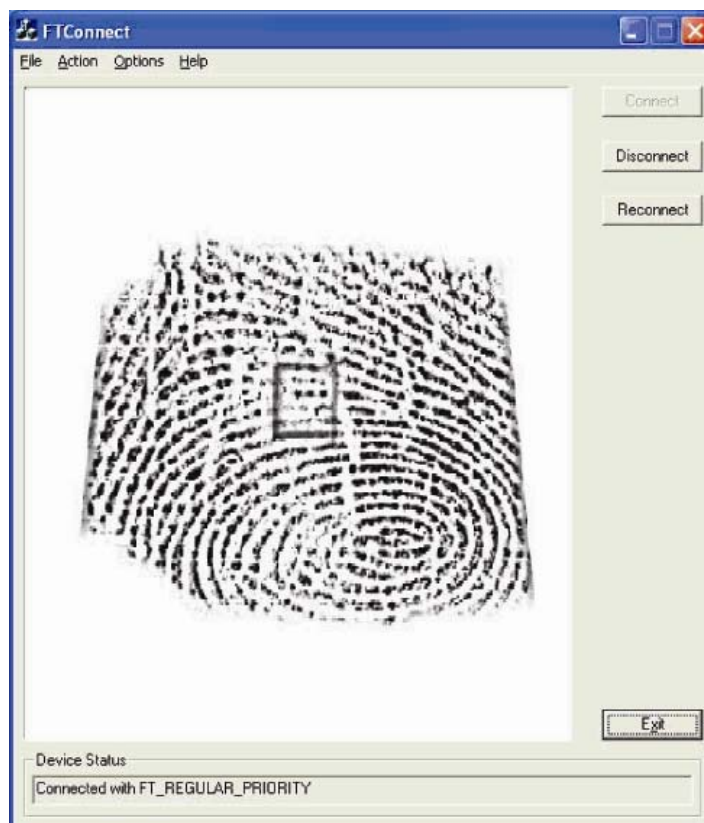 FTConnect
File Action Options Help
Connect
Disconnect
Reconnect
Exit
Device Status
Connected with FT_REGULAR_PRIORITY